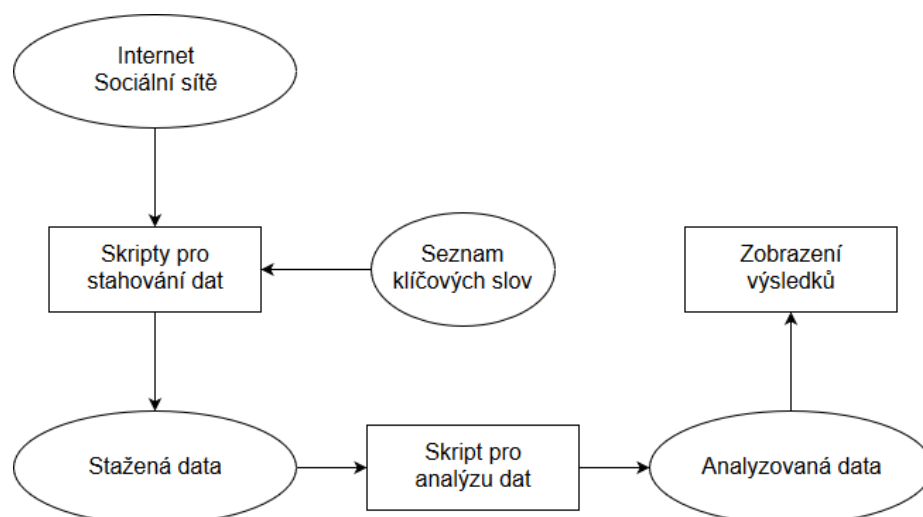 Internet
Sociální sítě
Skripty pro
stahování dat
Seznam
klíčových slov
Zobrazení
výsledků
Stažená data
Skript pro
analýzu dat
Analyzovaná data